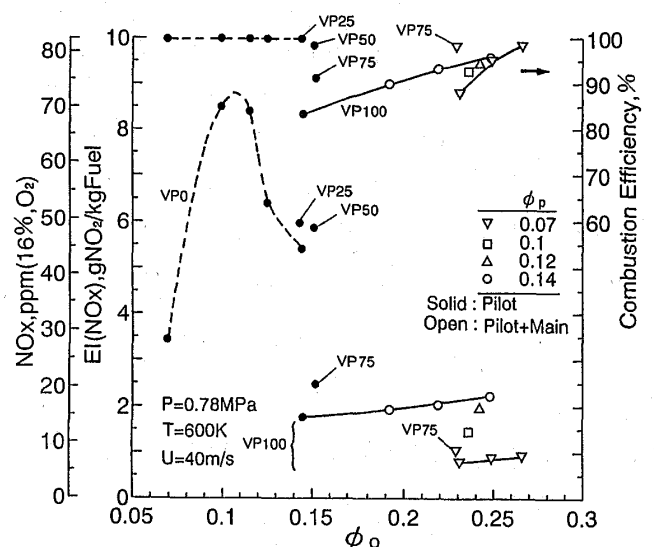 NOx,ppm(16%,O₂)
80
70
60
50
40
30
20
10
0
EI(NOx),gNO₂/kgFuel
10
8
6
4
2
0
Combustion Efficiency,%
100
90
80
70
60
VP25
VP50
VP75
VP75
VP100
VP0
VP25
VP50
ϕp
▽ 0.07
□ 0.1
△ 0.12
○ 0.14
Solid : Pilot
Open : Pilot+Main
VP75
P=0.78MPa
T=600K
U=40m/s
VP100
VP75
0.05 0.1 0.15 0.2 0.25 0.3
ϕo